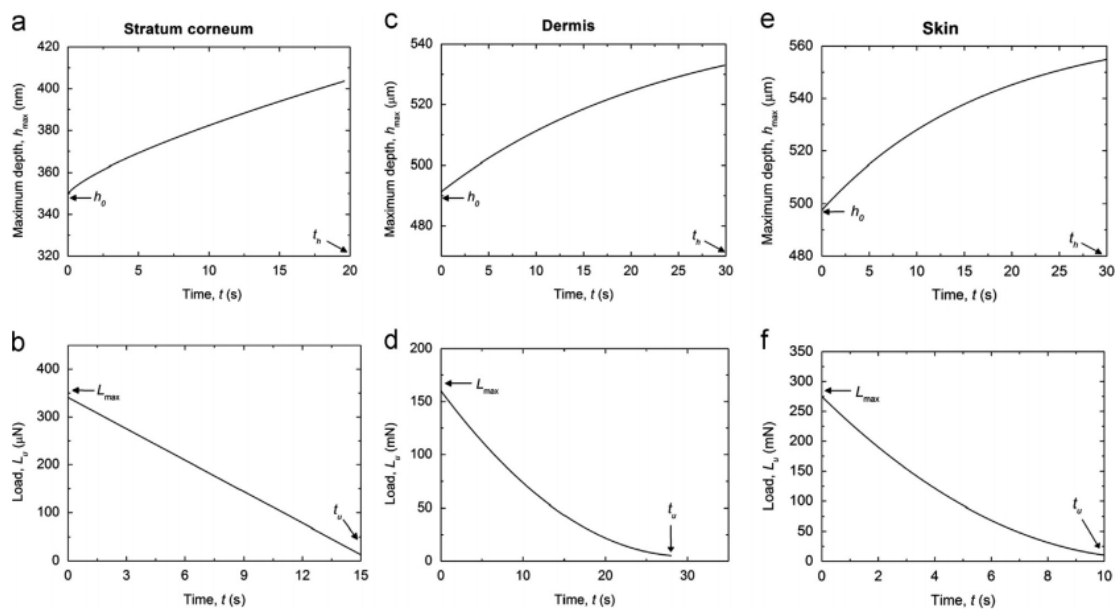 a
Stratum corneum
420
400
380
360
340
320
Maximum depth, h_max (nm)
h_0
t_h
0 5 10 15 20
Time, t (s)
c
Dermis
540
520
500
480
Maximum depth, h_max (μm)
h_0
t_h
0 5 10 15 20 25 30
Time, t (s)
e
Skin
560
540
520
500
480
Maximum depth, h_max (μm)
h_0
t_h
0 5 10 15 20 25 30
Time, t (s)
b
400
300
200
100
0
Load, L_u (μN)
L_max
t_u
0 3 6 9 12 15
Time, t (s)
d
200
150
100
50
0
Load, L_u (mN)
L_max
t_u
0 10 20 30
Time, t (s)
f
350
300
250
200
150
100
50
0
Load, L_u (mN)
L_max
t_u
0 2 4 6 8 10
Time, t (s)